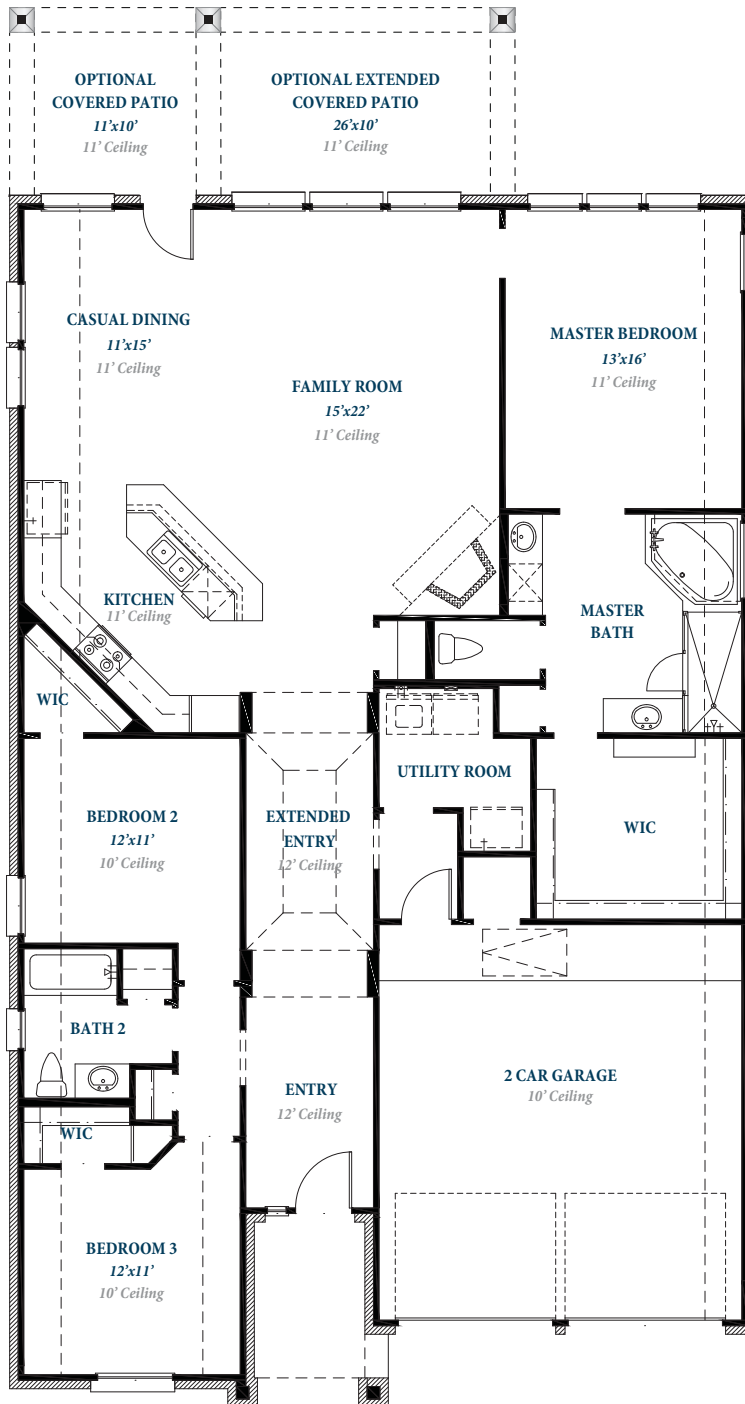 OPTIONAL
COVERED PATIO
11'x10'
11' Ceiling
OPTIONAL EXTENDED
COVERED PATIO
26'x10'
11' Ceiling
CASUAL DINING
11'x15'
11' Ceiling
FAMILY ROOM
15'x22'
11' Ceiling
MASTER BEDROOM
13'x16'
11' Ceiling
KITCHEN
11' Ceiling
MASTER
BATH
WIC
UTILITY ROOM
BEDROOM 2
12'x11'
10' Ceiling
EXTENDED
ENTRY
12' Ceiling
WIC
BATH 2
ENTRY
12' Ceiling
2 CAR GARAGE
10' Ceiling
WIC
BEDROOM 3
12'x11'
10' Ceiling